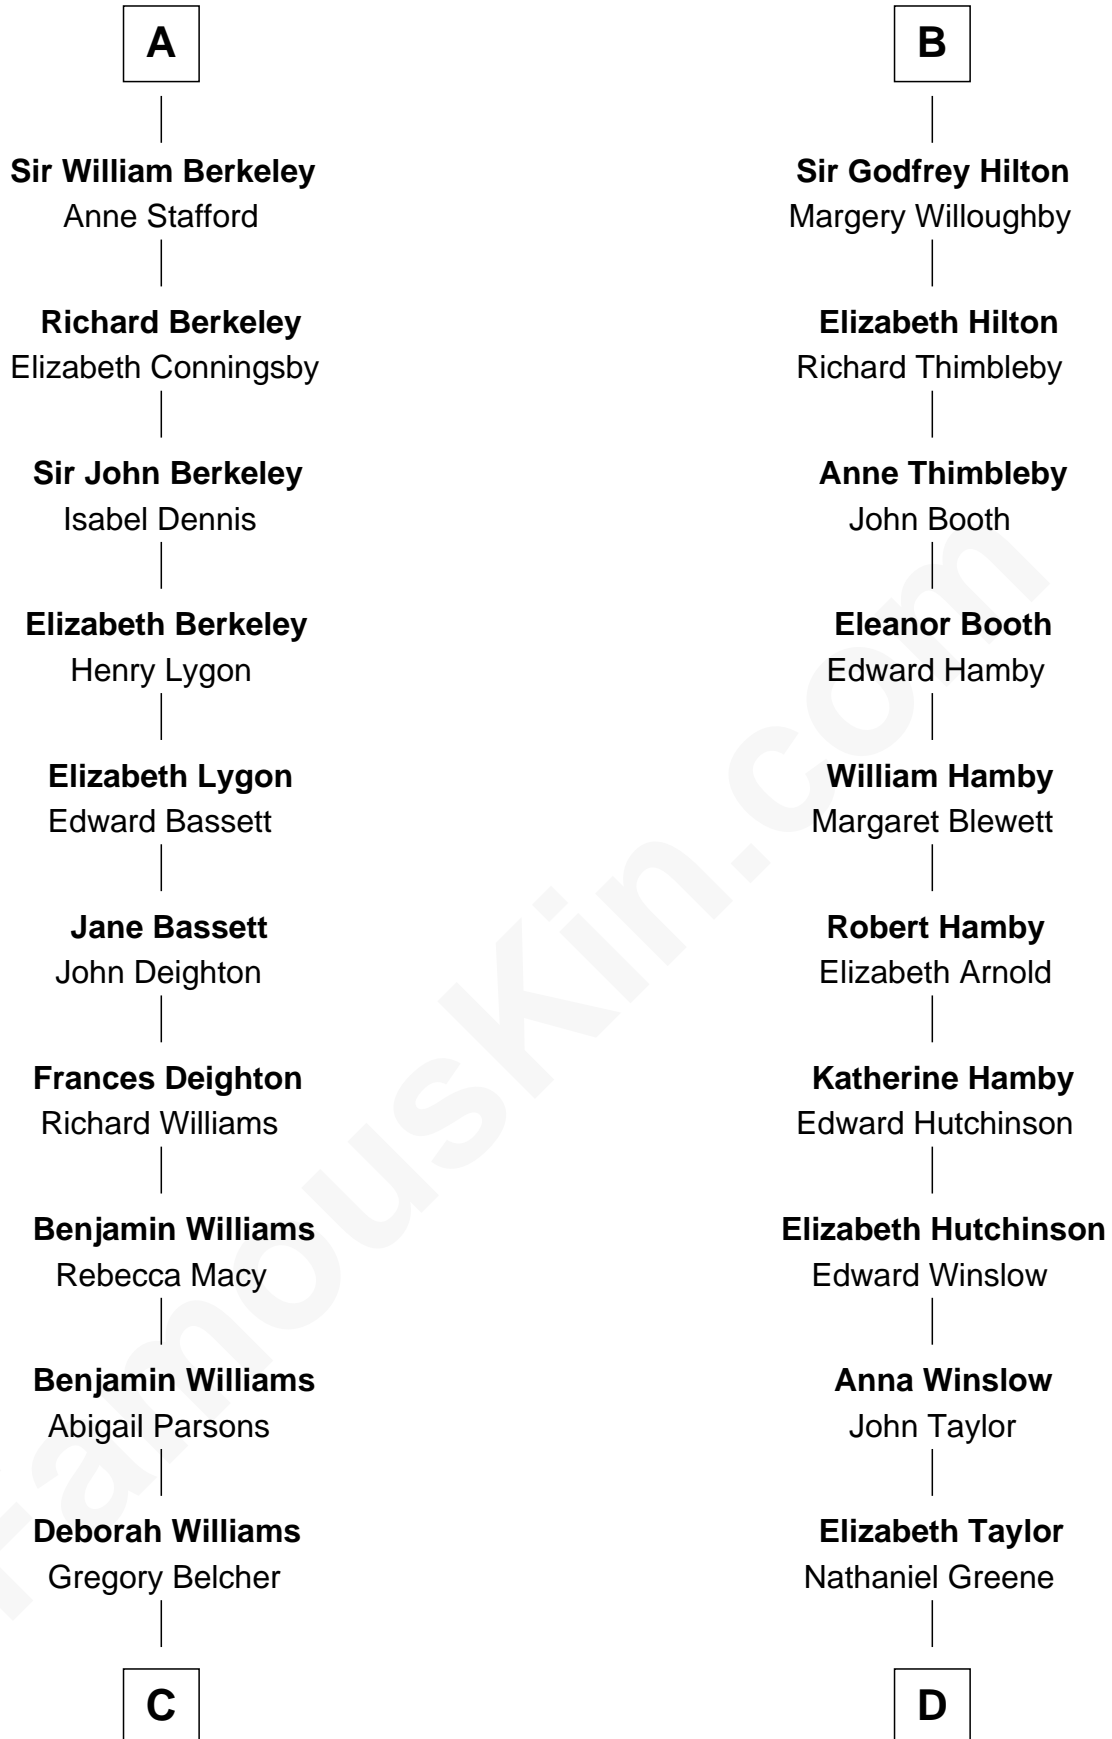 A
Sir William Berkeley
Anne Stafford
Richard Berkeley
Elizabeth Conningsby
Sir John Berkeley
Isabel Dennis
Elizabeth Berkeley
Henry Lygon
Elizabeth Lygon
Edward Bassett
Jane Bassett
John Deighton
Frances Deighton
Richard Williams
Benjamin Williams
Rebecca Macy
Benjamin Williams
Abigail Parsons
Deborah Williams
Gregory Belcher
C
B
Sir Godfrey Hilton
Margery Willoughby
Elizabeth Hilton
Richard Thimbleby
Anne Thimbleby
John Booth
Eleanor Booth
Edward Hamby
William Hamby
Margaret Blewett
Robert Hamby
Elizabeth Arnold
Katherine Hamby
Edward Hutchinson
Elizabeth Hutchinson
Edward Winslow
Anna Winslow
John Taylor
Elizabeth Taylor
Nathaniel Greene
D
FamousKin.com